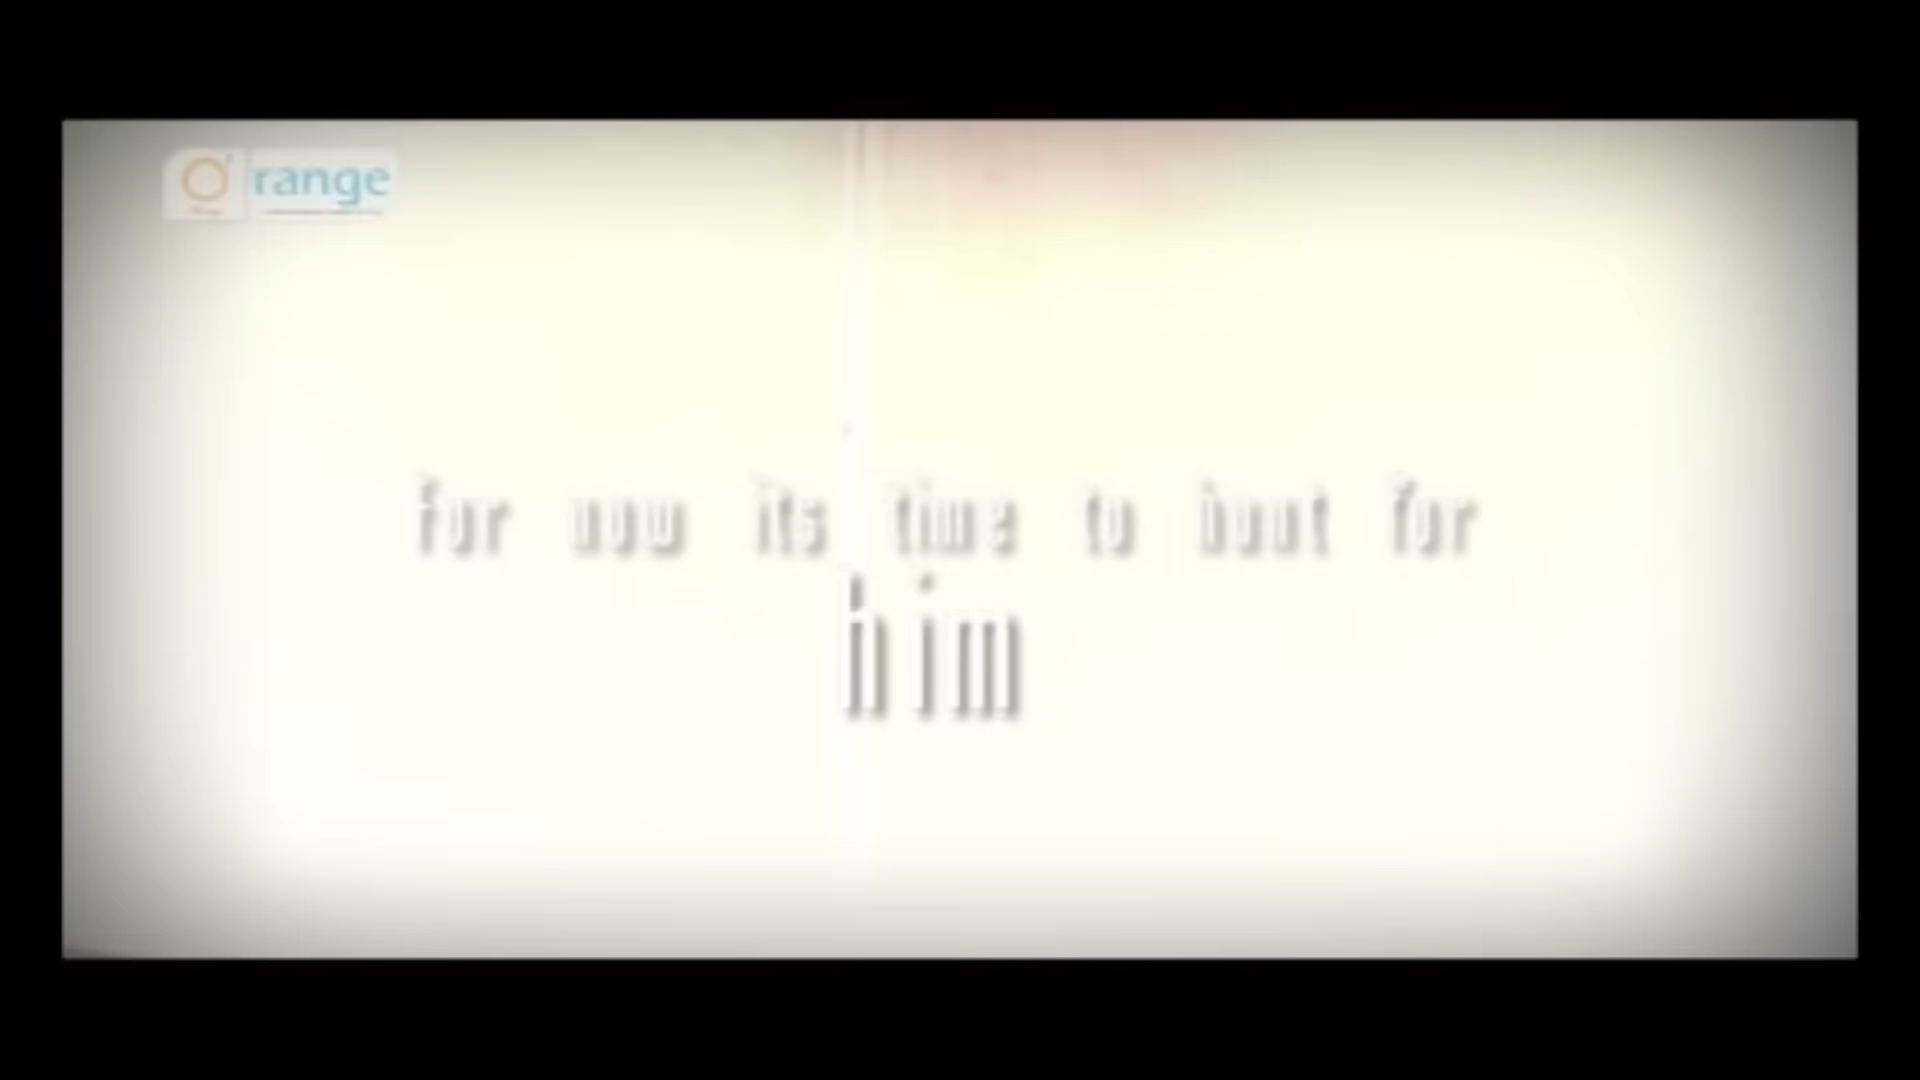 O'range
for now its time to hunt for
him